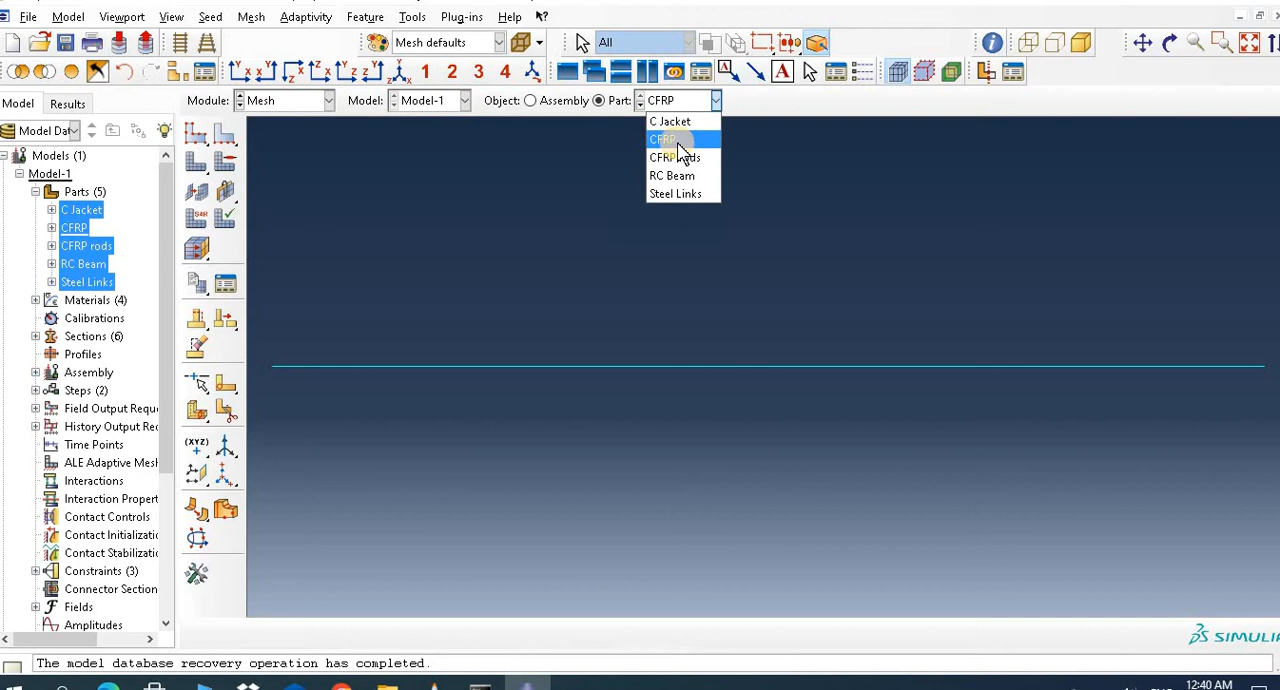 File Model Viewport View Seed Mesh Adaptivity Feature Tools Plug-ins Help
Mesh defaults All
1 2 3 4 A
Model Results Module: Mesh Model: Model-1 Object: Assembly Part: CFRP
C Jacket
CFRP
CFRP rods
RC Beam
Steel Links
Model Dat
Models (1)
Model-1
Parts (5)
C Jacket
CFRP
CFRP rods
RC Beam
Steel Links
Materials (4)
Calibrations
Sections (6)
Profiles
Assembly
Steps (2)
Field Output Reque
History Output Rec
Time Points
ALE Adaptive Mesh
Interactions
Interaction Propert
Contact Controls
Contact Initializatio
Contact Stabilizatio
Constraints (3)
Connector Section
Fields
Amplitudes
(XYZ)
SIMULIA
The model database recovery operation has completed.
12:40 AM